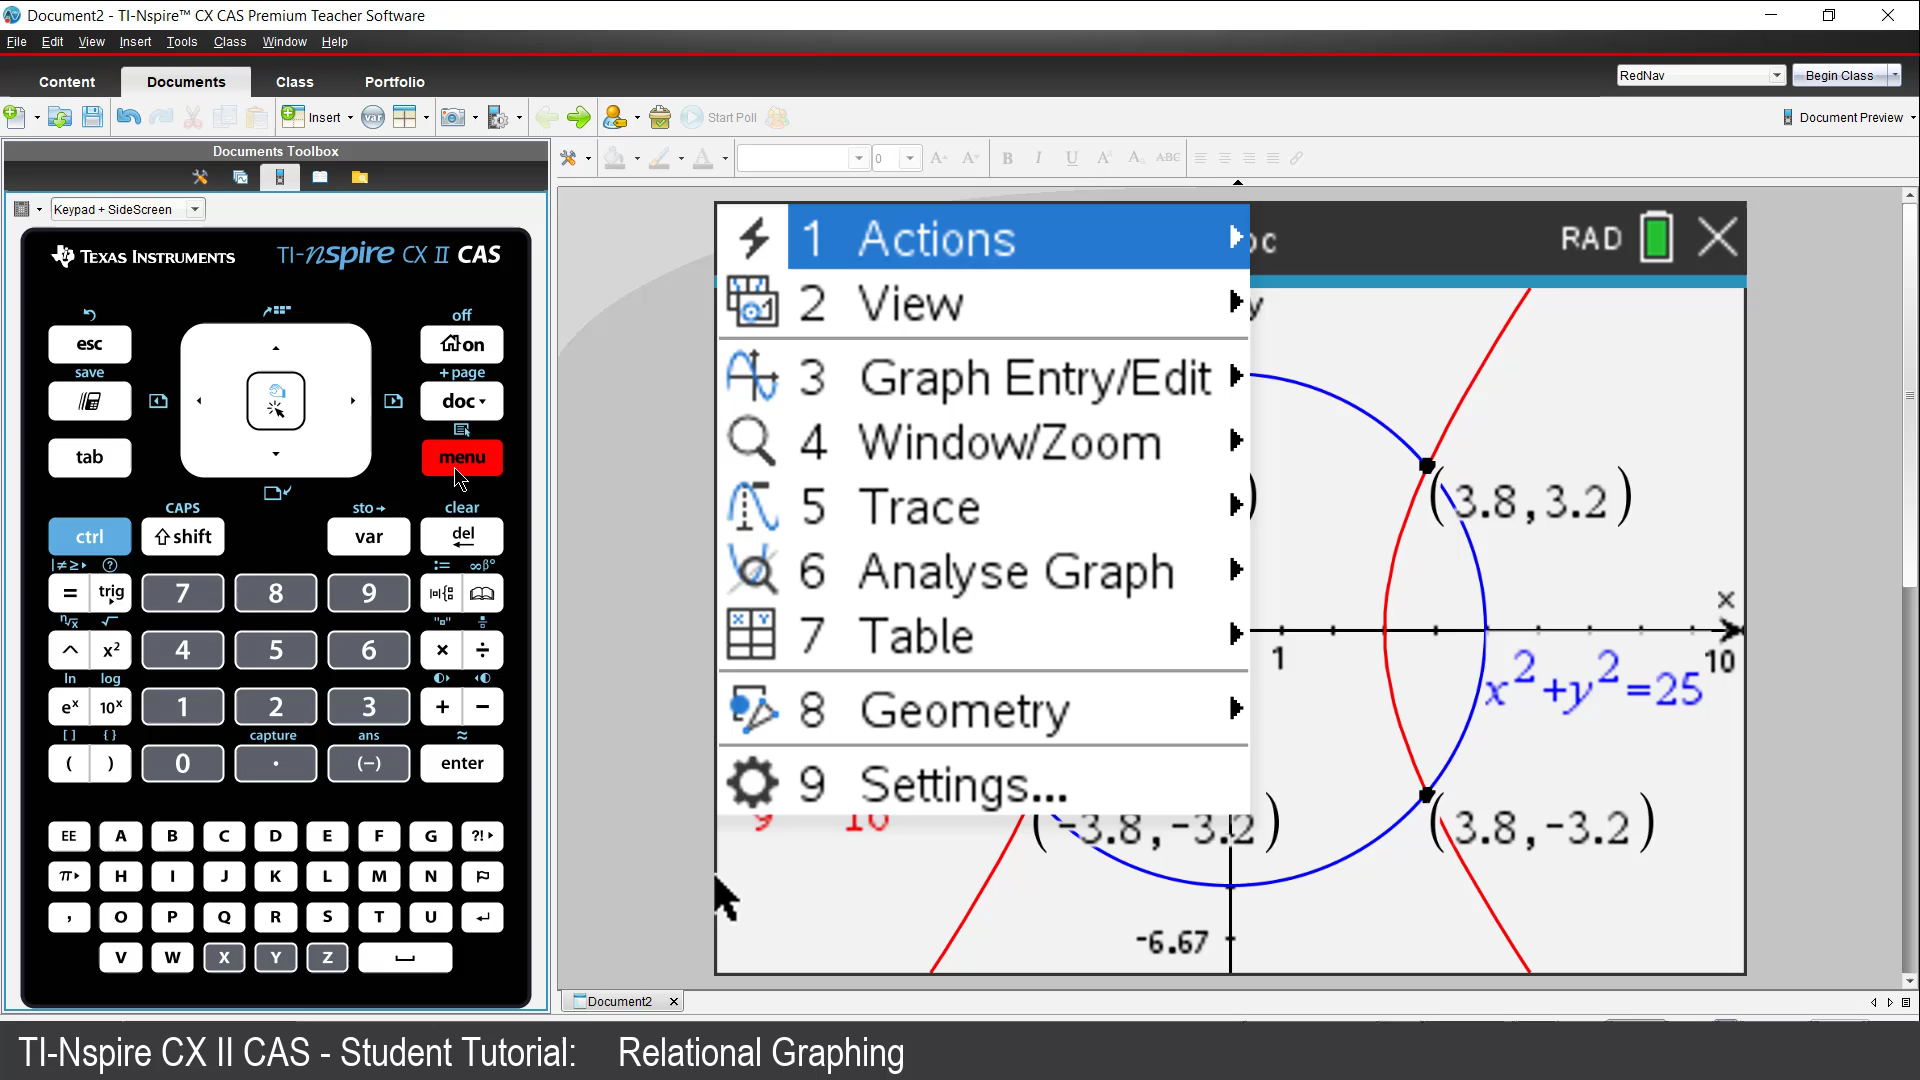 Document2 - TI-Nspire™ CX CAS Premium Teacher Software
File Edit View Insert Tools Class Window Help
Content Documents Class Portfolio
RedNav Begin Class
Insert var Start Poll Document Preview
Documents Toolbox
0 B I U A A ABC
Keypad + SideScreen
TEXAS INSTRUMENTS TI-nspire CX II CAS
off
esc on
save + page
doc
tab menu
CAPS sto→ clear
ctrl shift var del
|≠≥▸ ? := ∞β°
= trig 7 8 9
ⁿ√x √ "▫"
^ x² 4 5 6 × ÷
ln log
eˣ 10ˣ 1 2 3 + −
[ ] { } capture ans ≈
( ) 0 . (−) enter
EE A B C D E F G ?!▸
π▸ H I J K L M N
, O P Q R S T U
V W X Y Z
1 Actions
2 View
3 Graph Entry/Edit
4 Window/Zoom
5 Trace
6 Analyse Graph
7 Table
8 Geometry
9 Settings...
oc RAD
y
(3.8,3.2)
x
1 10
x²+y²=25
9 10
(-3.8,-3.2) (3.8,-3.2)
-6.67
Document2
TI-Nspire CX II CAS - Student Tutorial: Relational Graphing